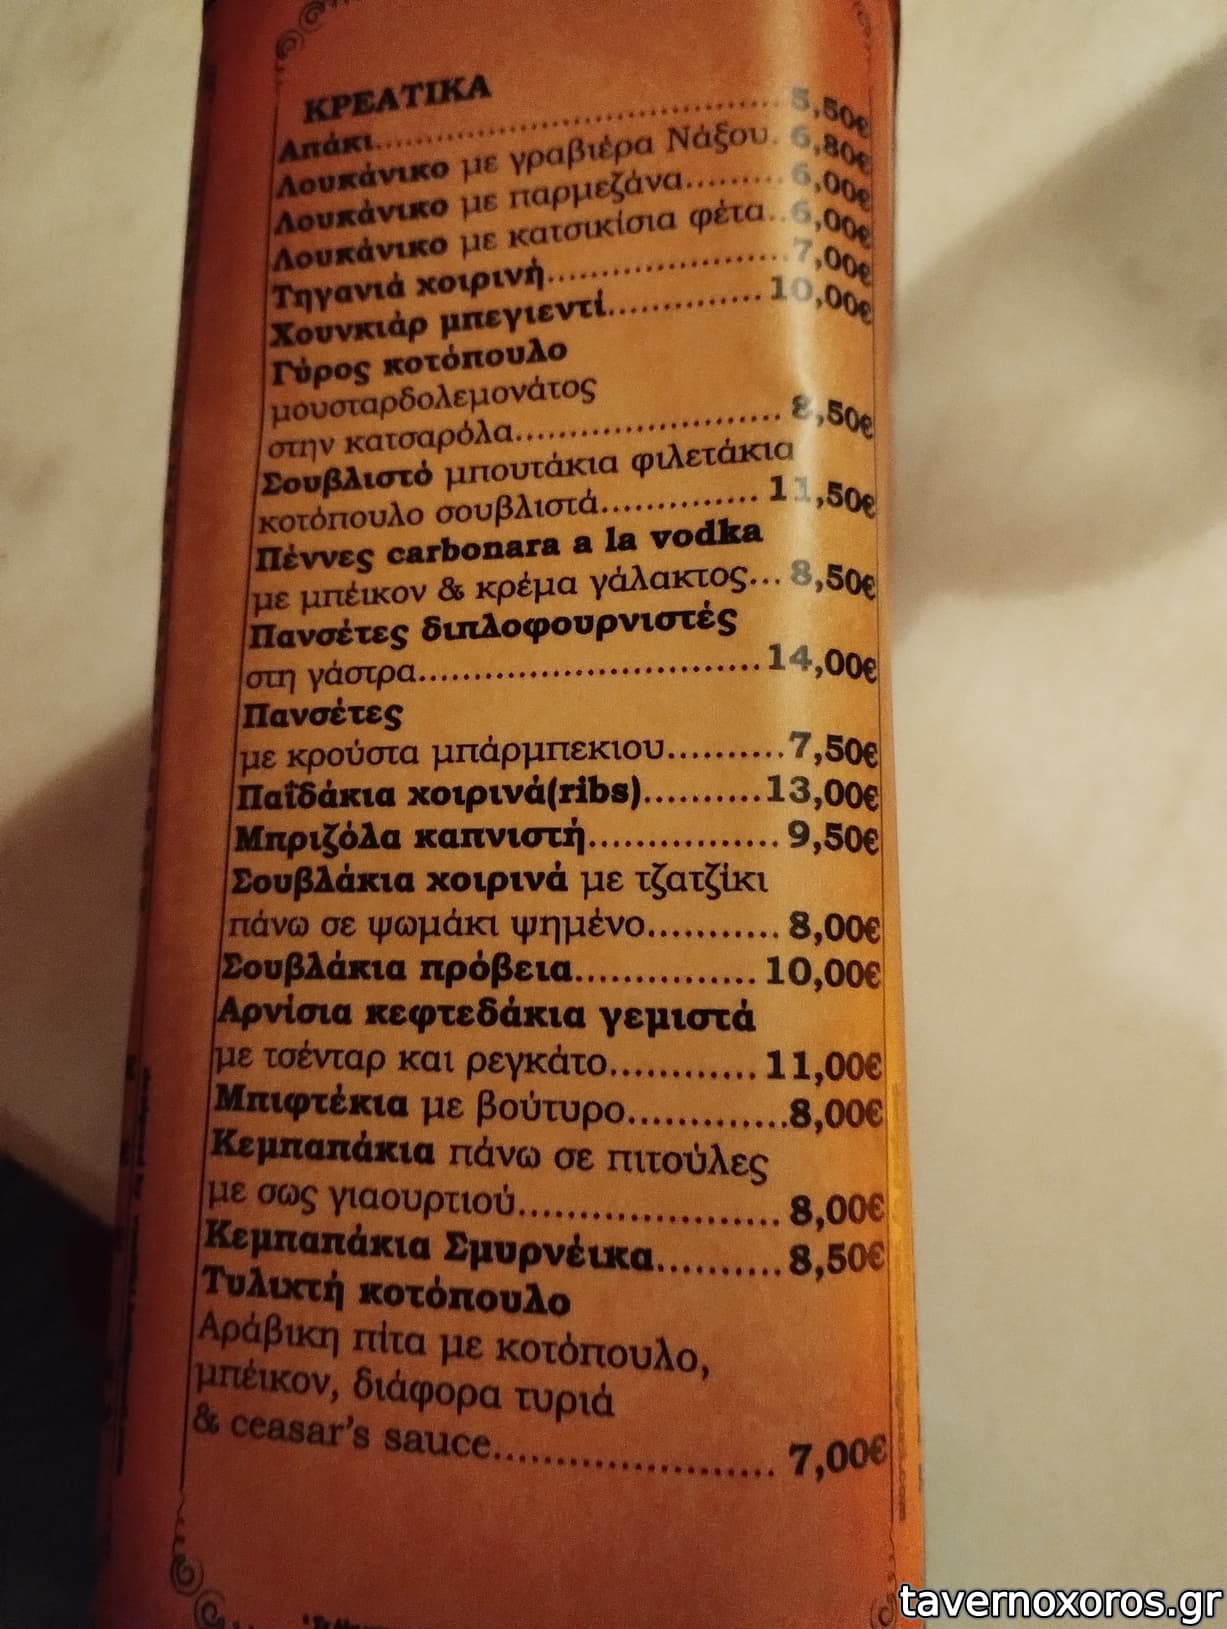 ΚΡΕΑΤΙΚΑ
Απάκι................................................5,50€
Λουκάνικο με γραβιέρα Νάξου. 6,80€
Λουκάνικο με παρμεζάνα.........6,00€
Λουκάνικο με κατσικίσια φέτα..6,00€
Τηγανιά χοιρινή.......................7,00€
Χουνκιάρ μπεγιεντί..............10,00€
Γύρος κοτόπουλο
μουσταρδολεμονάτος
στην κατσαρόλα......................... 8,50€
Σουβλιστό μπουτάκια φιλετάκια
κοτόπουλο σουβλιστά.............. 11,50€
Πέννες carbonara a la vodka
με μπέικον & κρέμα γάλακτος... 8,50€
Πανσέτες διπλοφουρνιστές
στη γάστρα................................14,00€
Πανσέτες
με κρούστα μπάρμπεκιου..........7,50€
Παϊδάκια χοιρινά(ribs)..........13,00€
Μπριζόλα καπνιστή................ 9,50€
Σουβλάκια χοιρινά με τζατζίκι
πάνω σε ψωμάκι ψημένο........... 8,00€
Σουβλάκια πρόβεια............... 10,00€
Αρνίσια κεφτεδάκια γεμιστά
με τσένταρ και ρεγκάτο............ 11,00€
Μπιφτέκια με βούτυρο.............8,00€
Κεμπαπάκια πάνω σε πιτούλες
με σως γιαουρτιού...................... 8,00€
Κεμπαπάκια Σμυρνέικα..........8,50€
Τυλιχτή κοτόπουλο
Αράβικη πίτα με κοτόπουλο,
μπέικον, διάφορα τυριά
& ceasar's sauce........................ 7,00€
tavernoxoros.gr